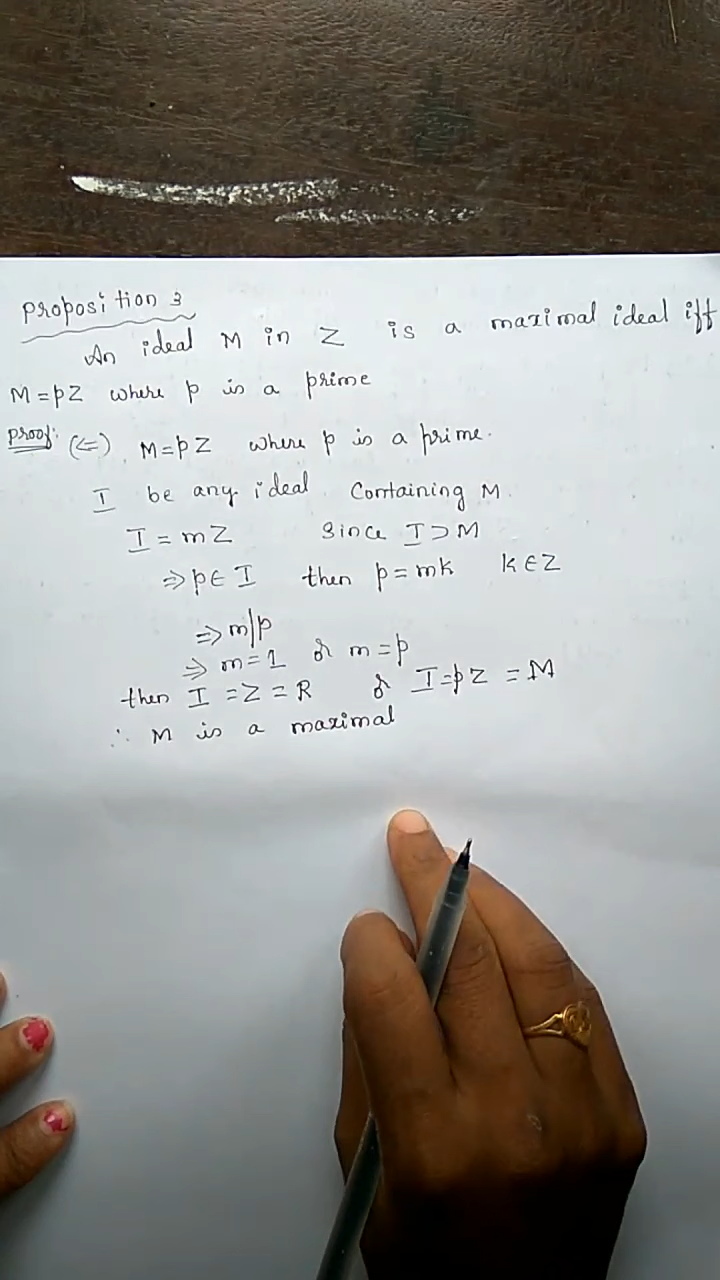 Proposition 3
An ideal M in Z is a maximal ideal iff
M = pZ where p is a prime
Proof: (⇐) M = pZ where p is a prime.
I be any ideal Containing M.
I = mZ Since I ⊃ M
⇒ p ∈ I then p = mk k ∈ Z
⇒ m/p
⇒ m = 1 or m = p
then I = Z = R or I = pZ = M
∴ M is a maximal